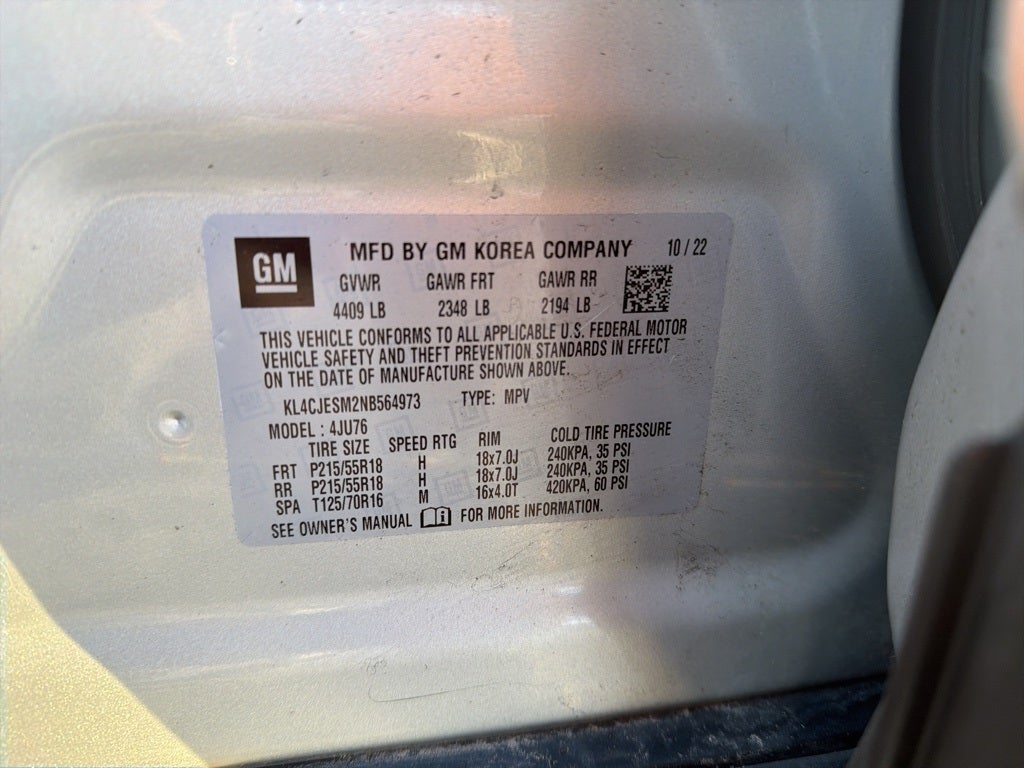 GM
MFD BY GM KOREA COMPANY 10 / 22
GVWR GAWR FRT GAWR RR
4409 LB 2348 LB 2194 LB
THIS VEHICLE CONFORMS TO ALL APPLICABLE U.S. FEDERAL MOTOR
VEHICLE SAFETY AND THEFT PREVENTION STANDARDS IN EFFECT
ON THE DATE OF MANUFACTURE SHOWN ABOVE.
KL4CJESM2NB564973 TYPE: MPV
MODEL : 4JU76
TIRE SIZE SPEED RTG RIM COLD TIRE PRESSURE
FRT P215/55R18 H 18x7.0J 240KPA, 35 PSI
RR P215/55R18 H 18x7.0J 240KPA, 35 PSI
SPA T125/70R16 M 16x4.0T 420KPA, 60 PSI
SEE OWNER'S MANUAL FOR MORE INFORMATION.